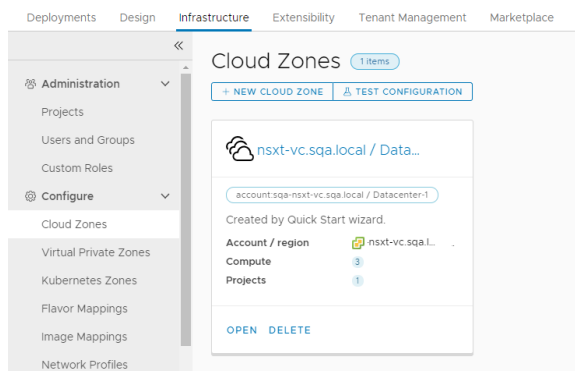 Deployments Design Infrastructure Extensibility Tenant Management Marketplace
«
Administration
Projects
Users and Groups
Custom Roles
Configure
Cloud Zones
Virtual Private Zones
Kubernetes Zones
Flavor Mappings
Image Mappings
Network Profiles
Cloud Zones 1 items
+ NEW CLOUD ZONE TEST CONFIGURATION
nsxt-vc.sqa.local / Data...
account:sqa-nsxt-vc.sqa.local / Datacenter-1
Created by Quick Start wizard.
Account / region -nsxt-vc.sqa.l... .
Compute 3
Projects 1
OPEN DELETE